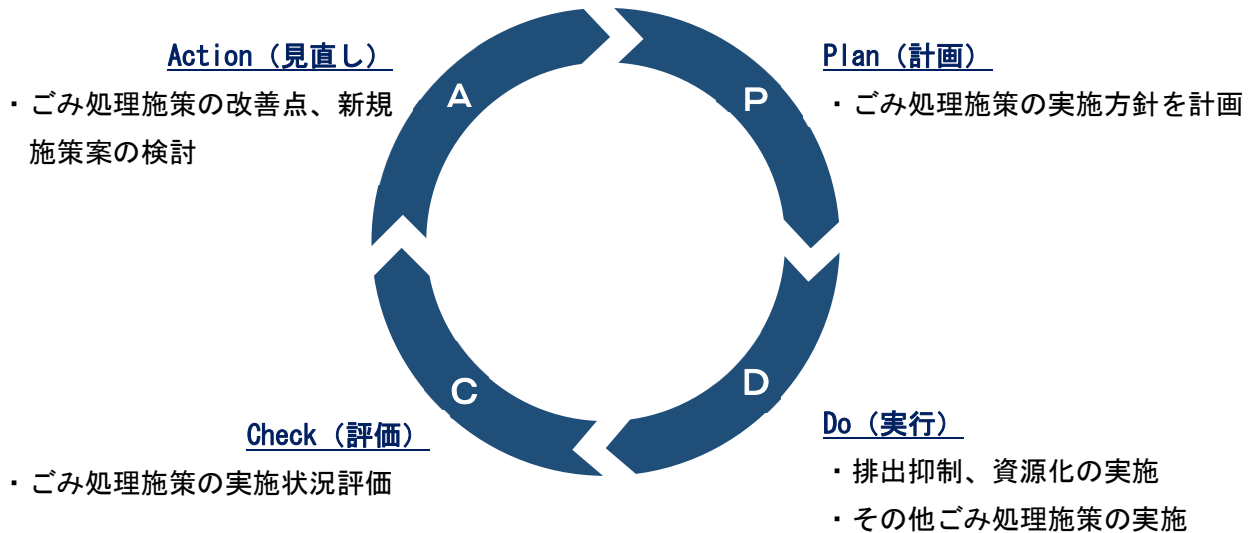 Action（見直し）
・ごみ処理施策の改善点、新規
施策案の検討
A
P
Plan（計画）
・ごみ処理施策の実施方針を計画
C
D
Check（評価）
・ごみ処理施策の実施状況評価
Do（実行）
・排出抑制、資源化の実施
・その他ごみ処理施策の実施